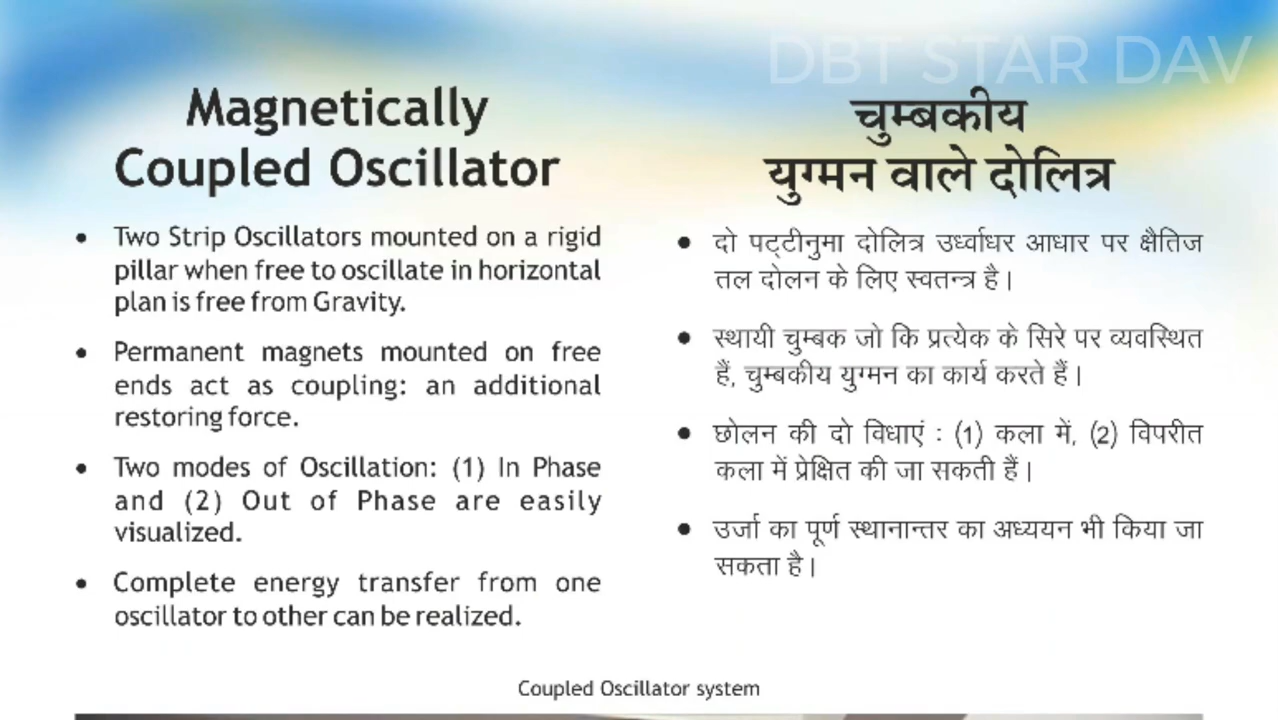 DBT STAR DAV
Magnetically
Coupled Oscillator
• Two Strip Oscillators mounted on a rigid
pillar when free to oscillate in horizontal
plan is free from Gravity.
• Permanent magnets mounted on free
ends act as coupling: an additional
restoring force.
• Two modes of Oscillation: (1) In Phase
and (2) Out of Phase are easily
visualized.
• Complete energy transfer from one
oscillator to other can be realized.
चुम्बकीय
युग्मन वाले दोलित्र
• दो पट्टीनुमा दोलित्र उर्ध्वाधर आधार पर क्षैतिज
तल दोलन के लिए स्वतन्त्र है।
• स्थायी चुम्बक जो कि प्रत्येक के सिरे पर व्यवस्थित
हैं, चुम्बकीय युग्मन का कार्य करते हैं।
• छोलन की दो विधाएं : (1) कला में, (2) विपरीत
कला में प्रेक्षित की जा सकती हैं।
• उर्जा का पूर्ण स्थानान्तर का अध्ययन भी किया जा
सकता है।
Coupled Oscillator system